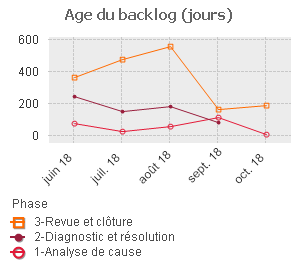 Age du backlog (jours)
600
400
200
0
juin 18
juil. 18
août 18
sept. 18
oct. 18
Phase
3-Revue et clôture
2-Diagnostic et résolution
1-Analyse de cause